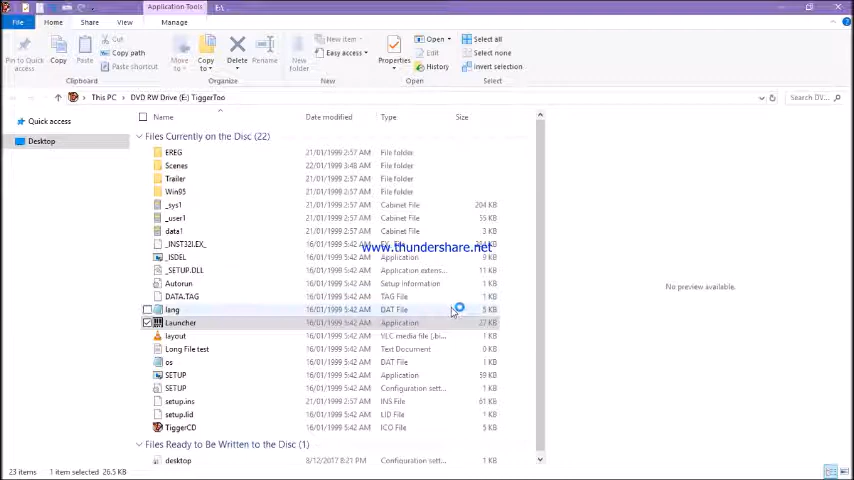 Application Tools E:\
File Home Share View Manage
Pin to Quick access
Copy
Paste
Cut
Copy path
Paste shortcut
Clipboard
Move to
Copy to
Delete
Rename
Organize
New folder
New item
Easy access
New
Properties
Open
Edit
History
Open
Select all
Select none
Invert selection
Select
This PC DVD RW Drive (E:) TiggerToo
Search DV...
Quick access
Desktop
Name Date modified Type Size
Files Currently on the Disc (22)
EREG 21/01/1999 2:57 AM File folder
Scenes 22/01/1999 3:48 AM File folder
Trailer 21/01/1999 2:57 AM File folder
Win95 21/01/1999 2:57 AM File folder
_sys1 21/01/1999 2:57 AM Cabinet File 204 KB
_user1 21/01/1999 2:57 AM Cabinet File 55 KB
data1 21/01/1999 2:57 AM Cabinet File 3 KB
_INST32I.EX_ 16/01/1999 5:42 AM
www.thundershare.net
_ISDEL 16/01/1999 5:42 AM Application 9 KB
_SETUP.DLL 16/01/1999 5:42 AM Application extens... 11 KB
Autorun 16/01/1999 5:42 AM Setup Information 1 KB
DATA.TAG 16/01/1999 5:42 AM TAG File 1 KB
lang 16/01/1999 5:42 AM DAT File 5 KB
Launcher 16/01/1999 5:42 AM Application 27 KB
layout 16/01/1999 5:42 AM VLC media file (.bi... 1 KB
Long File test 16/01/1999 5:42 AM Text Document 0 KB
os 16/01/1999 5:42 AM DAT File 1 KB
SETUP 16/01/1999 5:42 AM Application 59 KB
SETUP 16/01/1999 5:42 AM Configuration sett... 1 KB
setup.ins 21/01/1999 2:57 AM INS File 61 KB
setup.lid 16/01/1999 5:42 AM LID File 1 KB
TiggerCD 16/01/1999 5:42 AM ICO File 5 KB
Files Ready to Be Written to the Disc (1)
desktop 8/12/2017 8:21 PM Configuration sett... 1 KB
No preview available.
23 items 1 item selected 26.5 KB